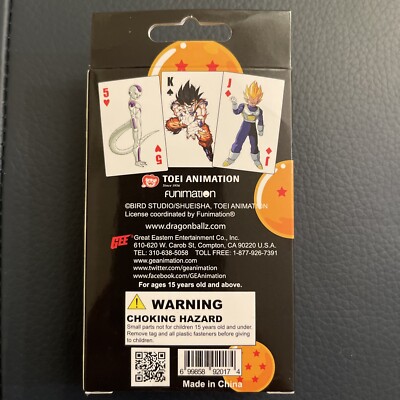 5
K
J
5
J
TOEI ANIMATION
Since 1956
FUNIMATION
©BIRD STUDIO/SHUEISHA, TOEI ANIMATION
License coordinated by Funimation®
www.dragonballz.com
GEE Great Eastern Entertainment Co., Inc.
610-620 W. Carob St, Compton, CA 90220 U.S.A.
TEL: 310-638-5058 TOLL FREE: 1-877-926-7391
www.geanimation.com
www.twitter.com/geanimation
www.facebook.com/GEAnimation
For ages 15 years old and above.
WARNING
CHOKING HAZARD
Small parts not for children 15 years old and under.
Remove tag and all plastic fasteners before giving
to children.
6 99858 92017 4
Made in China